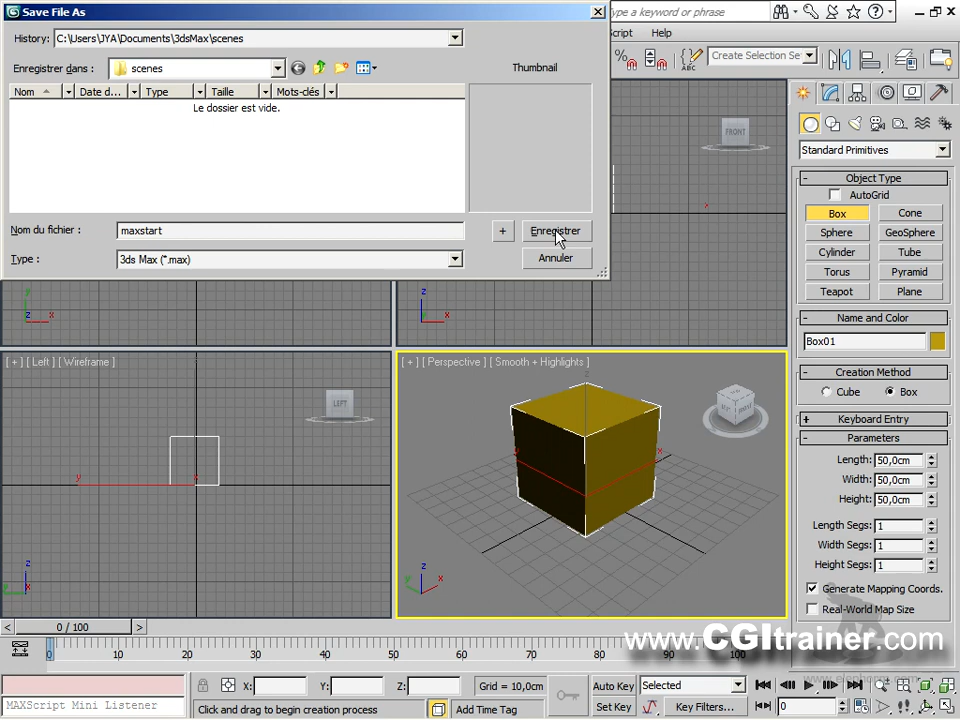 Save File As
History: C:\Users\JYA\Documents\3dsMax\scenes
Enregistrer dans : scenes
Thumbnail
Nom Date d... Type Taille Mots-clés
Le dossier est vide.
Nom du fichier : maxstart
+ Enregistrer
Type : 3ds Max (*.max)
Annuler
Type a keyword or phrase
cript Help
Create Selection Se
ABC
FRONT
Standard Primitives
Object Type
AutoGrid
Box Cone
Sphere GeoSphere
Cylinder Tube
Torus Pyramid
Teapot Plane
Name and Color
Box01
Creation Method
Cube Box
Keyboard Entry
Parameters
Length: 50,0cm
Width: 50,0cm
Height: 50,0cm
Length Segs: 1
Width Segs: 1
Height Segs: 1
Generate Mapping Coords.
Real-World Map Size
y z x
z x
x
[ + ] [ Left ] [ Wireframe ]
LEFT
y x
z
[ + ] [ Perspective ] [ Smooth + Highlights ]
x
z
y x
www.CGItrainer.com
0 / 100
0 10 20 30 40 50 60 70 80 90 100
X: Y: Z: Grid = 10,0cm
Auto Key Selected
Set Key Key Filters...
0
MAXScript Mini Listener
Click and drag to begin creation process
Add Time Tag